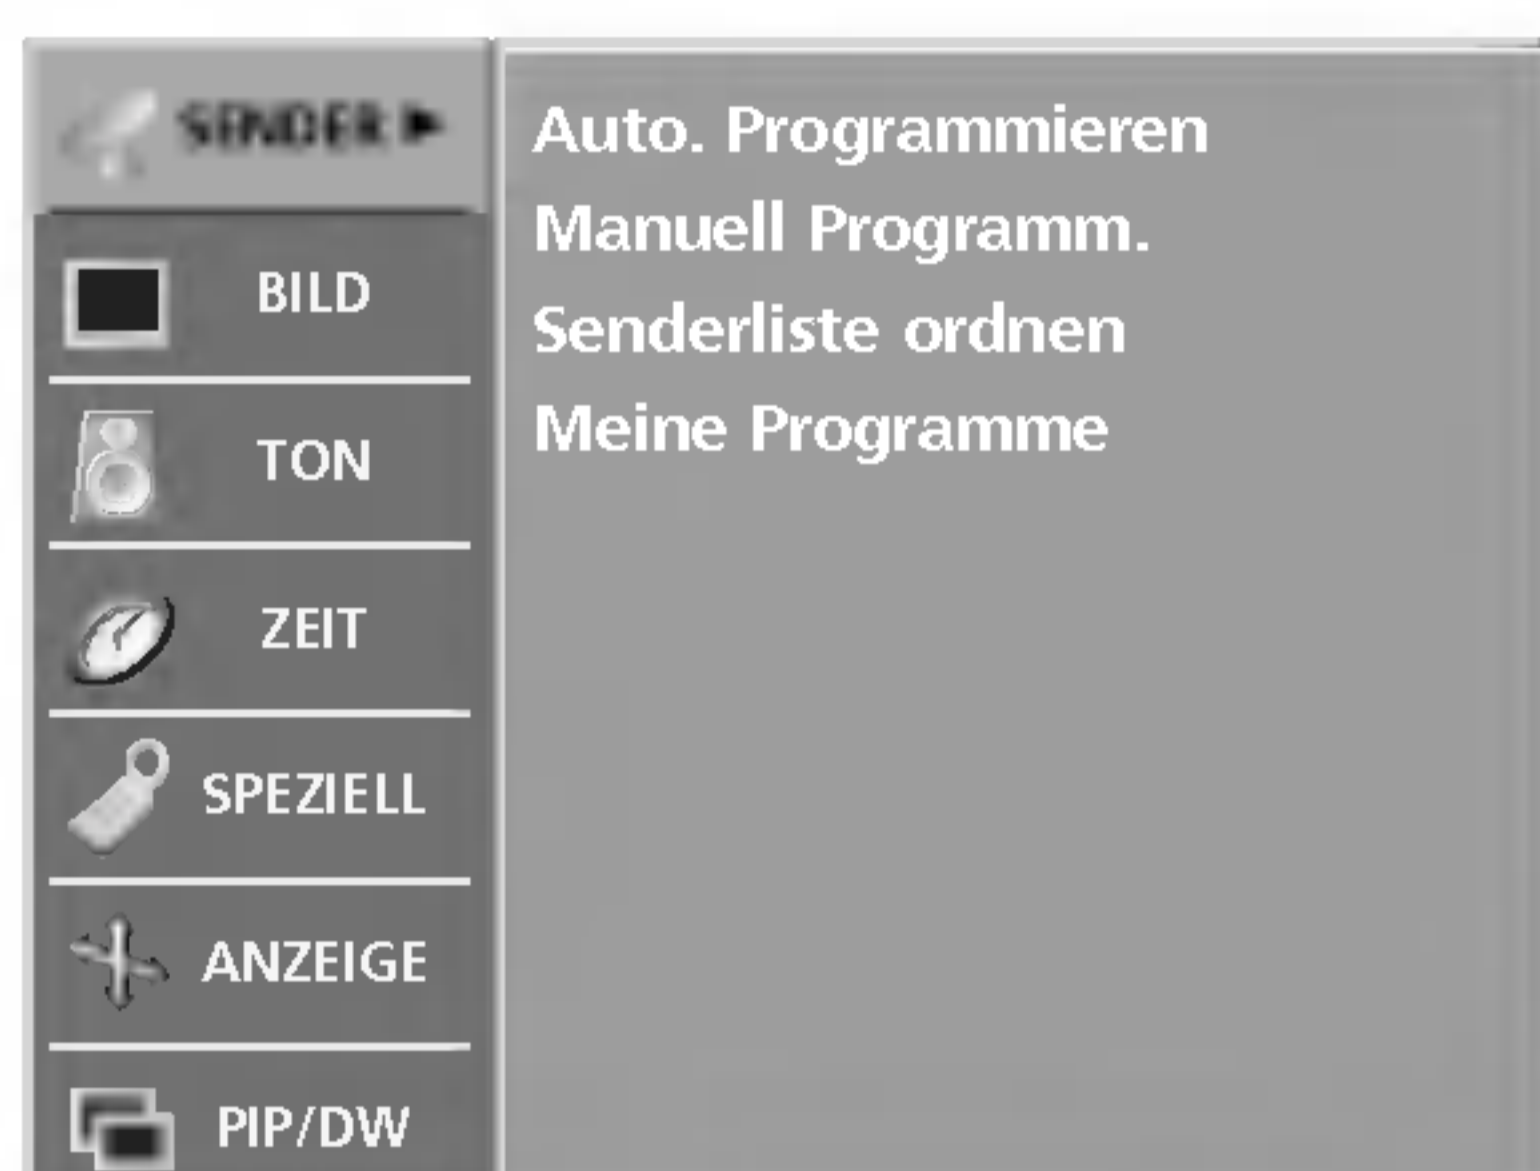 SENDER ▶
BILD
TON
ZEIT
SPEZIELL
ANZEIGE
PIP/DW
Auto. Programmieren
Manuell Programm.
Senderliste ordnen
Meine Programme